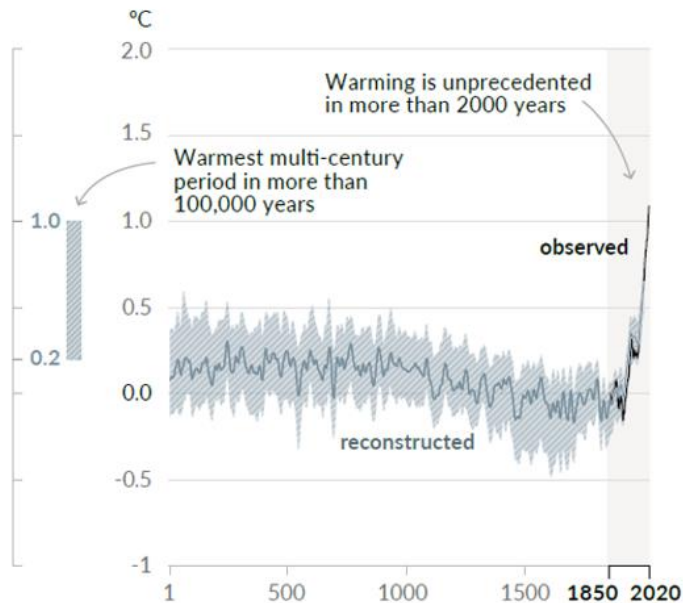 °C
2.0
Warming is unprecedented
in more than 2000 years
1.5
Warmest multi-century
period in more than
100,000 years
1.0
1.0
observed
0.5
0.2
0.0
reconstructed
-0.5
-1
1 500 1000 1500 1850 2020